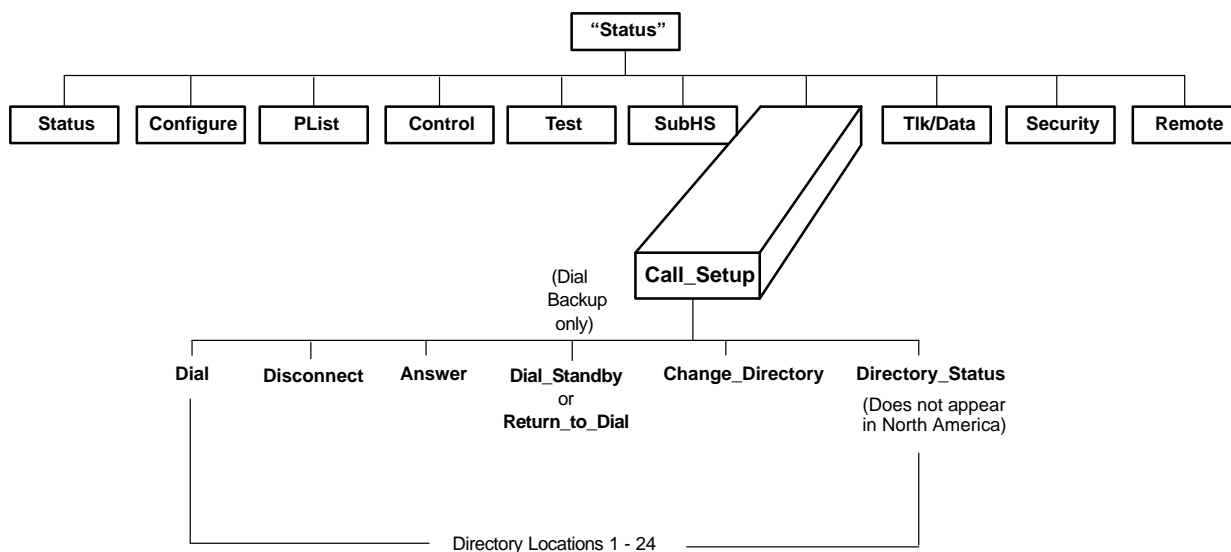 “Status”
Status
Configure
PList
Control
Test
SubHS
Tlk/Data
Security
Remote
Call_Setup
(Dial
Backup
only)
Dial
Disconnect
Answer
Dial_Standby
or
Return_to_Dial
Change_Directory
Directory_Status
(Does not appear
in North America)
Directory Locations 1 - 24